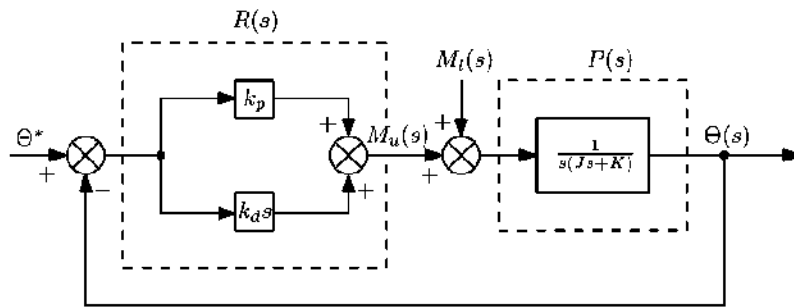 R(s)
M_l(s)
P(s)
k_p
Θ*
+
+
M_u(s)
+
1
s(Js+K)
Θ(s)
+
−
+
+
k_d s